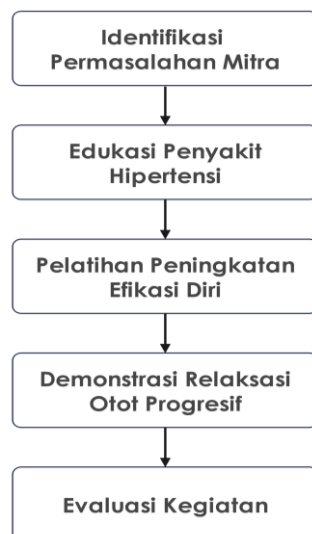 Identifikasi
Permasalahan Mitra
Edukasi Penyakit
Hipertensi
Pelatihan Peningkatan
Efikasi Diri
Demonstrasi Relaksasi
Otot Progresif
Evaluasi Kegiatan